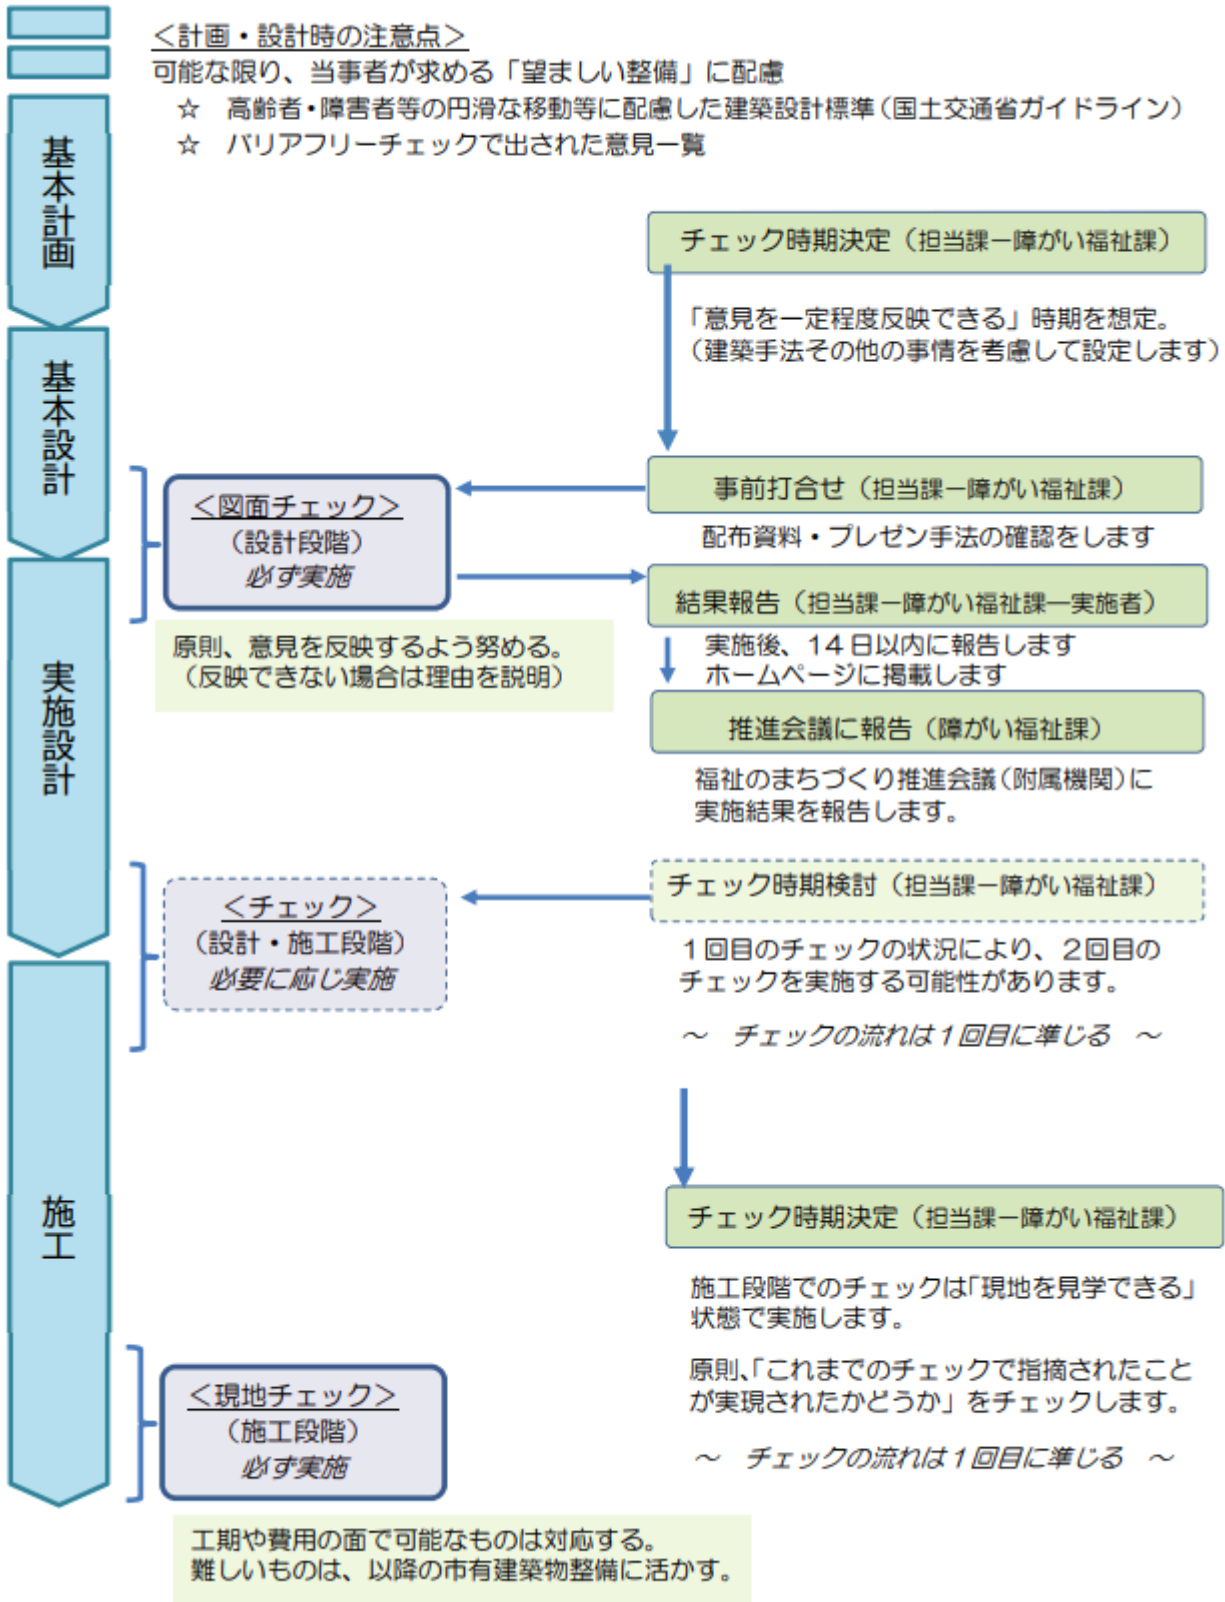 ＜計画・設計時の注意点＞
可能な限り、当事者が求める「望ましい整備」に配慮
☆　高齢者・障害者等の円滑な移動等に配慮した建築設計標準（国土交通省ガイドライン）
☆　バリアフリーチェックで出された意見一覧
基本計画
チェック時期決定（担当課ー障がい福祉課）
「意見を一定程度反映できる」時期を想定。
（建築手法その他の事情を考慮して設定します）
基本設計
＜図面チェック＞
（設計段階）
必ず実施
事前打合せ（担当課ー障がい福祉課）
配布資料・プレゼン手法の確認をします
結果報告（担当課ー障がい福祉課―実施者）
実施後、14 日以内に報告します
ホームページに掲載します
原則、意見を反映するよう努める。
（反映できない場合は理由を説明）
実施設計
推進会議に報告（障がい福祉課）
福祉のまちづくり推進会議（附属機関）に
実施結果を報告します。
＜チェック＞
（設計・施工段階）
必要に応じ実施
チェック時期検討（担当課ー障がい福祉課）
１回目のチェックの状況により、２回目の
チェックを実施する可能性があります。
～　チェックの流れは１回目に準じる　～
施工
チェック時期決定（担当課ー障がい福祉課）
施工段階でのチェックは「現地を見学できる」
状態で実施します。
原則、「これまでのチェックで指摘されたこと
が実現されたかどうか」をチェックします。
～　チェックの流れは１回目に準じる　～
＜現地チェック＞
（施工段階）
必ず実施
工期や費用の面で可能なものは対応する。
難しいものは、以降の市有建築物整備に活かす。